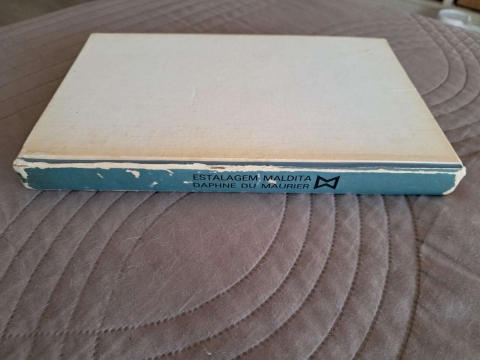 ESTALAGEM MALDITA
DAPHNE DU MAURIER